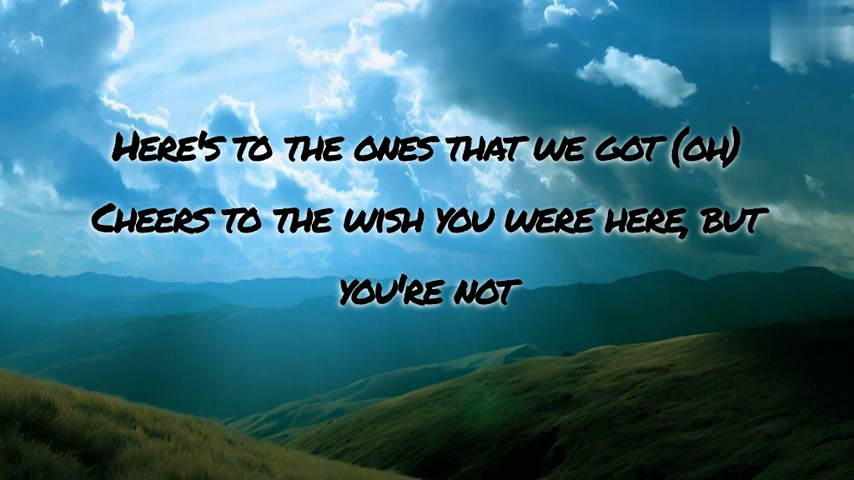 Here's to the ones that we got (oh)
Cheers to the wish you were here, but
you're not